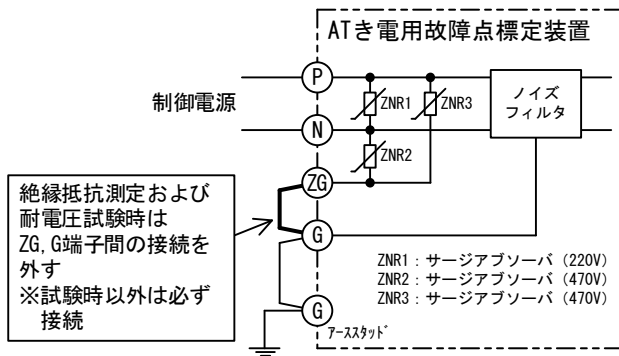 ATき電用故障点標定装置
P
ZNR1
ZNR3
ノイズ
フィルタ
制御電源
N
ZNR2
ZG
絶縁抵抗測定および
耐電圧試験時は
ZG, G端子間の接続を
外す
※試験時以外は必ず
接続
G
ZNR1：サージアブソーバ（220V）
ZNR2：サージアブソーバ（470V）
ZNR3：サージアブソーバ（470V）
G
ｱｰｽｽﾀｯﾄﾞ